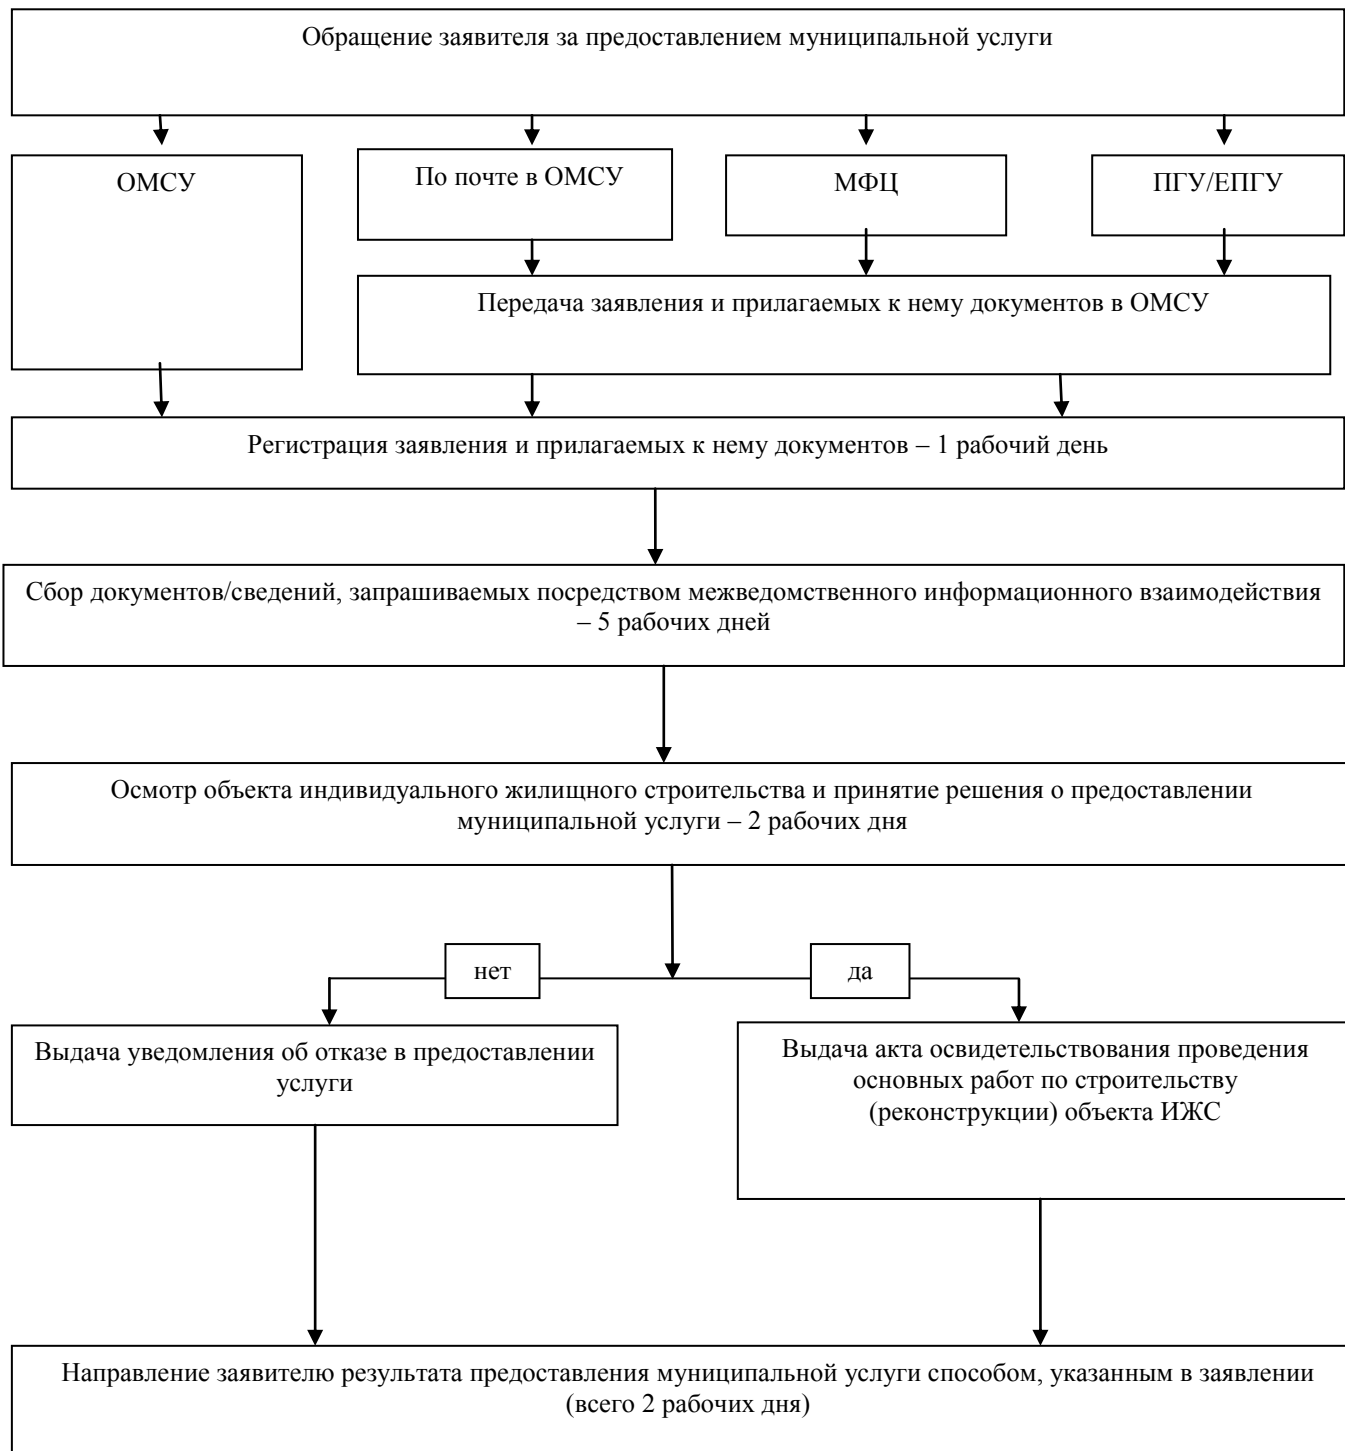 Обращение заявителя за предоставлением муниципальной услуги
ОМСУ
По почте в ОМСУ
МФЦ
ПГУ/ЕПГУ
Передача заявления и прилагаемых к нему документов в ОМСУ
Регистрация заявления и прилагаемых к нему документов – 1 рабочий день
Сбор документов/сведений, запрашиваемых посредством межведомственного информационного взаимодействия
– 5 рабочих дней
Осмотр объекта индивидуального жилищного строительства и принятие решения о предоставлении
муниципальной услуги – 2 рабочих дня
нет
да
Выдача уведомления об отказе в предоставлении
услуги
Выдача акта освидетельствования проведения
основных работ по строительству
(реконструкции) объекта ИЖС
Направление заявителю результата предоставления муниципальной услуги способом, указанным в заявлении
(всего 2 рабочих дня)